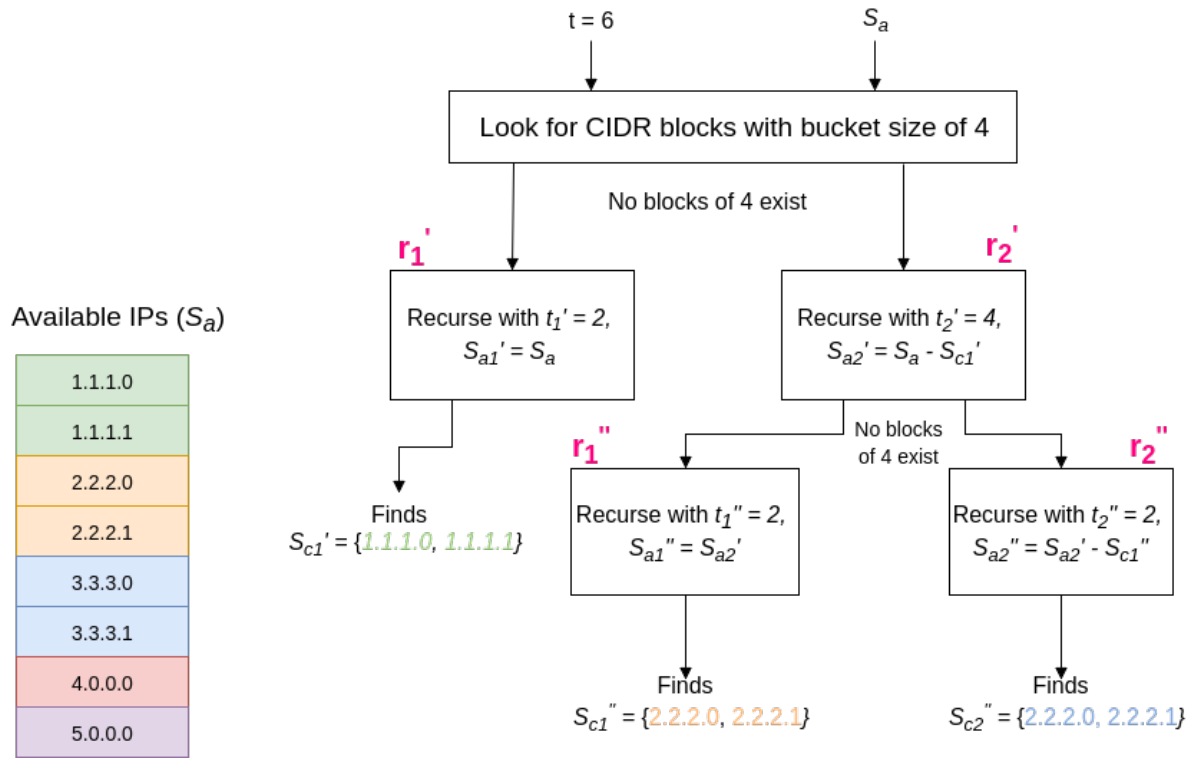 t = 6
Sₐ
Look for CIDR blocks with bucket size of 4
No blocks of 4 exist
r₁'
r₂'
Recurse with t₁' = 2,
Sₐ₁' = Sₐ
Recurse with t₂' = 4,
Sₐ₂' = Sₐ - S꜀₁'
Available IPs (Sₐ)
1.1.1.0
1.1.1.1
2.2.2.0
2.2.2.1
3.3.3.0
3.3.3.1
4.0.0.0
5.0.0.0
No blocks
of 4 exist
r₁"
r₂"
Recurse with t₁" = 2,
Sₐ₁" = Sₐ₂'
Recurse with t₂" = 2,
Sₐ₂" = Sₐ₂' - S꜀₁"
Finds
S꜀₁' = {1.1.1.0, 1.1.1.1}
Finds
S꜀₁" = {2.2.2.0, 2.2.2.1}
Finds
S꜀₂" = {2.2.2.0, 2.2.2.1}